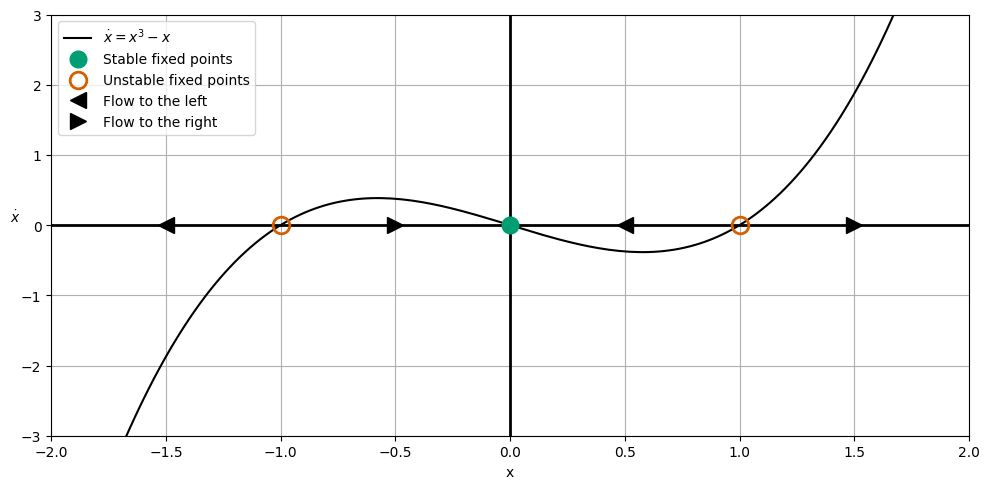 ẋ = x³ − x
Stable fixed points
Unstable fixed points
Flow to the left
Flow to the right
3
2
1
0
−1
−2
−3
ẋ
−2.0 −1.5 −1.0 −0.5 0.0 0.5 1.0 1.5 2.0
x